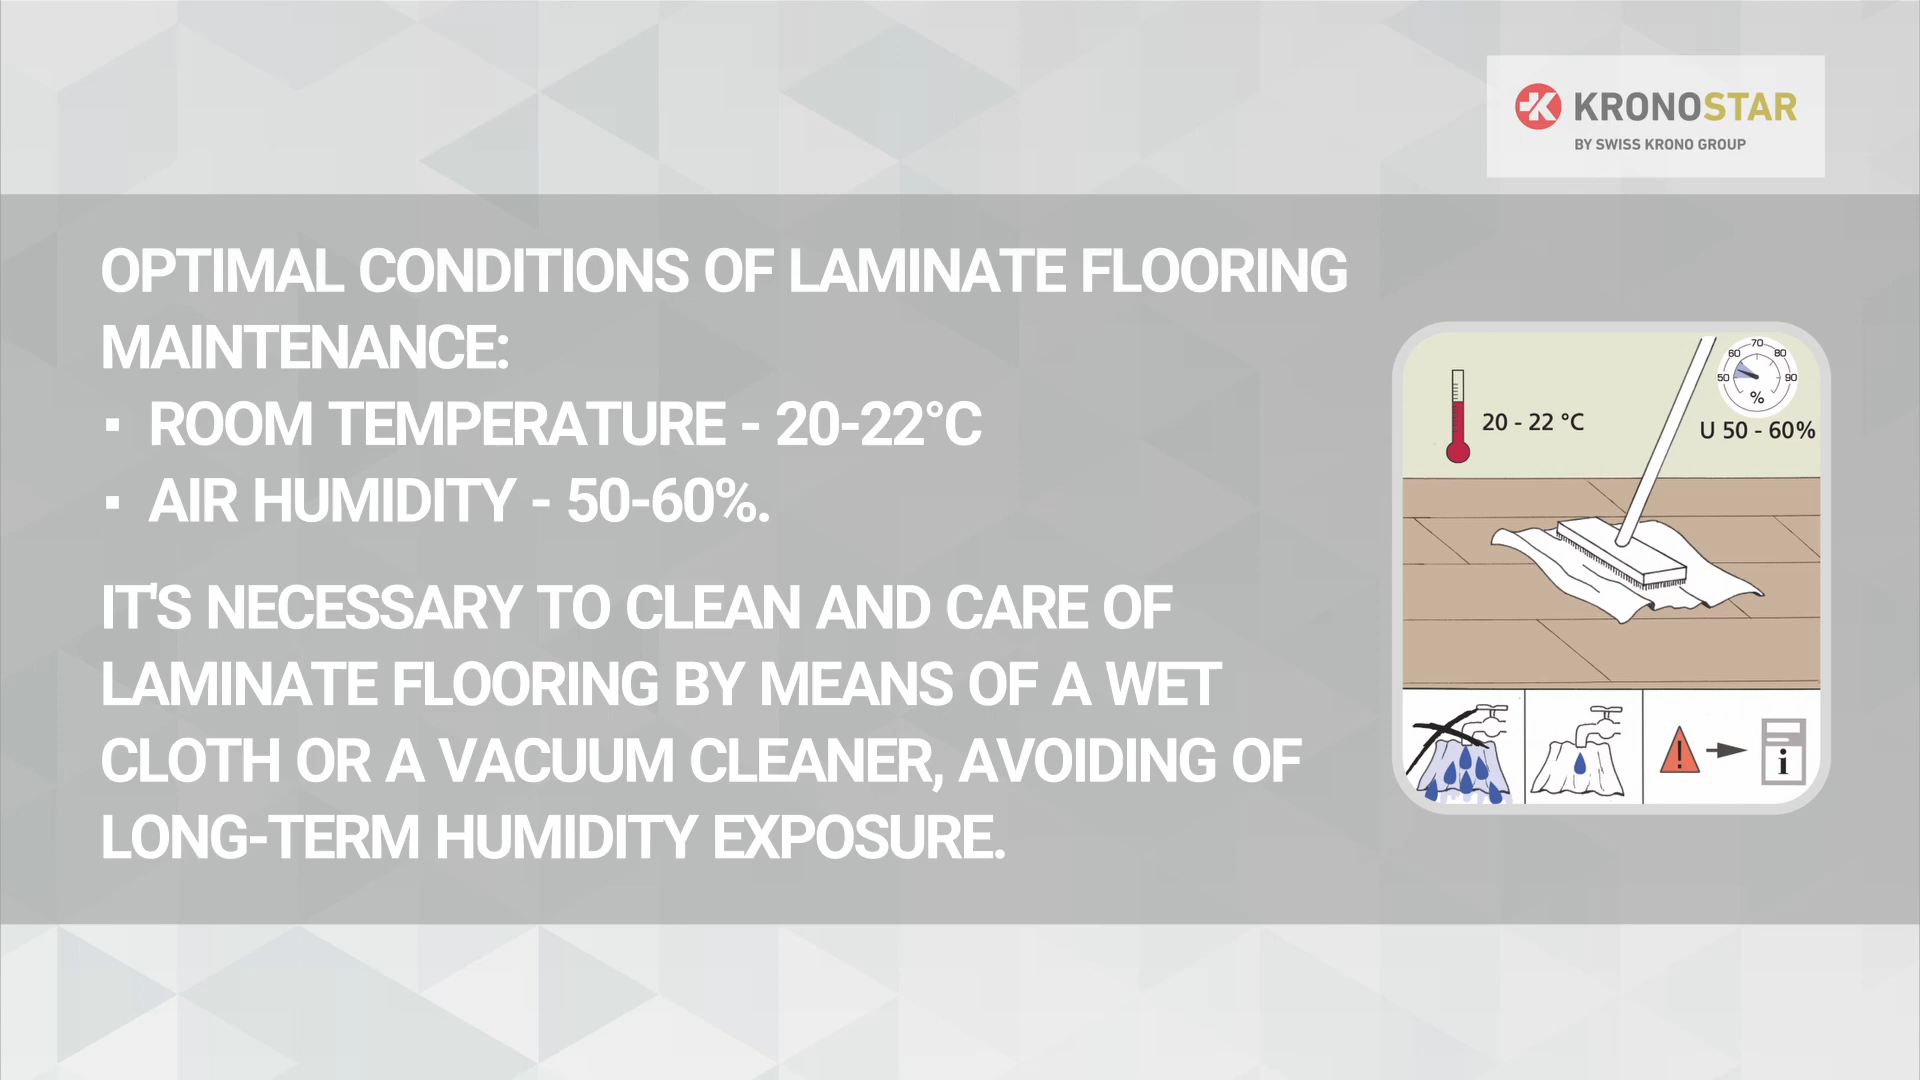 KRONOSTAR
BY SWISS KRONO GROUP
OPTIMAL CONDITIONS OF LAMINATE FLOORING
MAINTENANCE:
▪ ROOM TEMPERATURE - 20-22°C
▪ AIR HUMIDITY - 50-60%.
IT'S NECESSARY TO CLEAN AND CARE OF
LAMINATE FLOORING BY MEANS OF A WET
CLOTH OR A VACUUM CLEANER, AVOIDING OF
LONG-TERM HUMIDITY EXPOSURE.
20 - 22 °C
50 60 70 80 90
%
U 50 - 60%
!
i